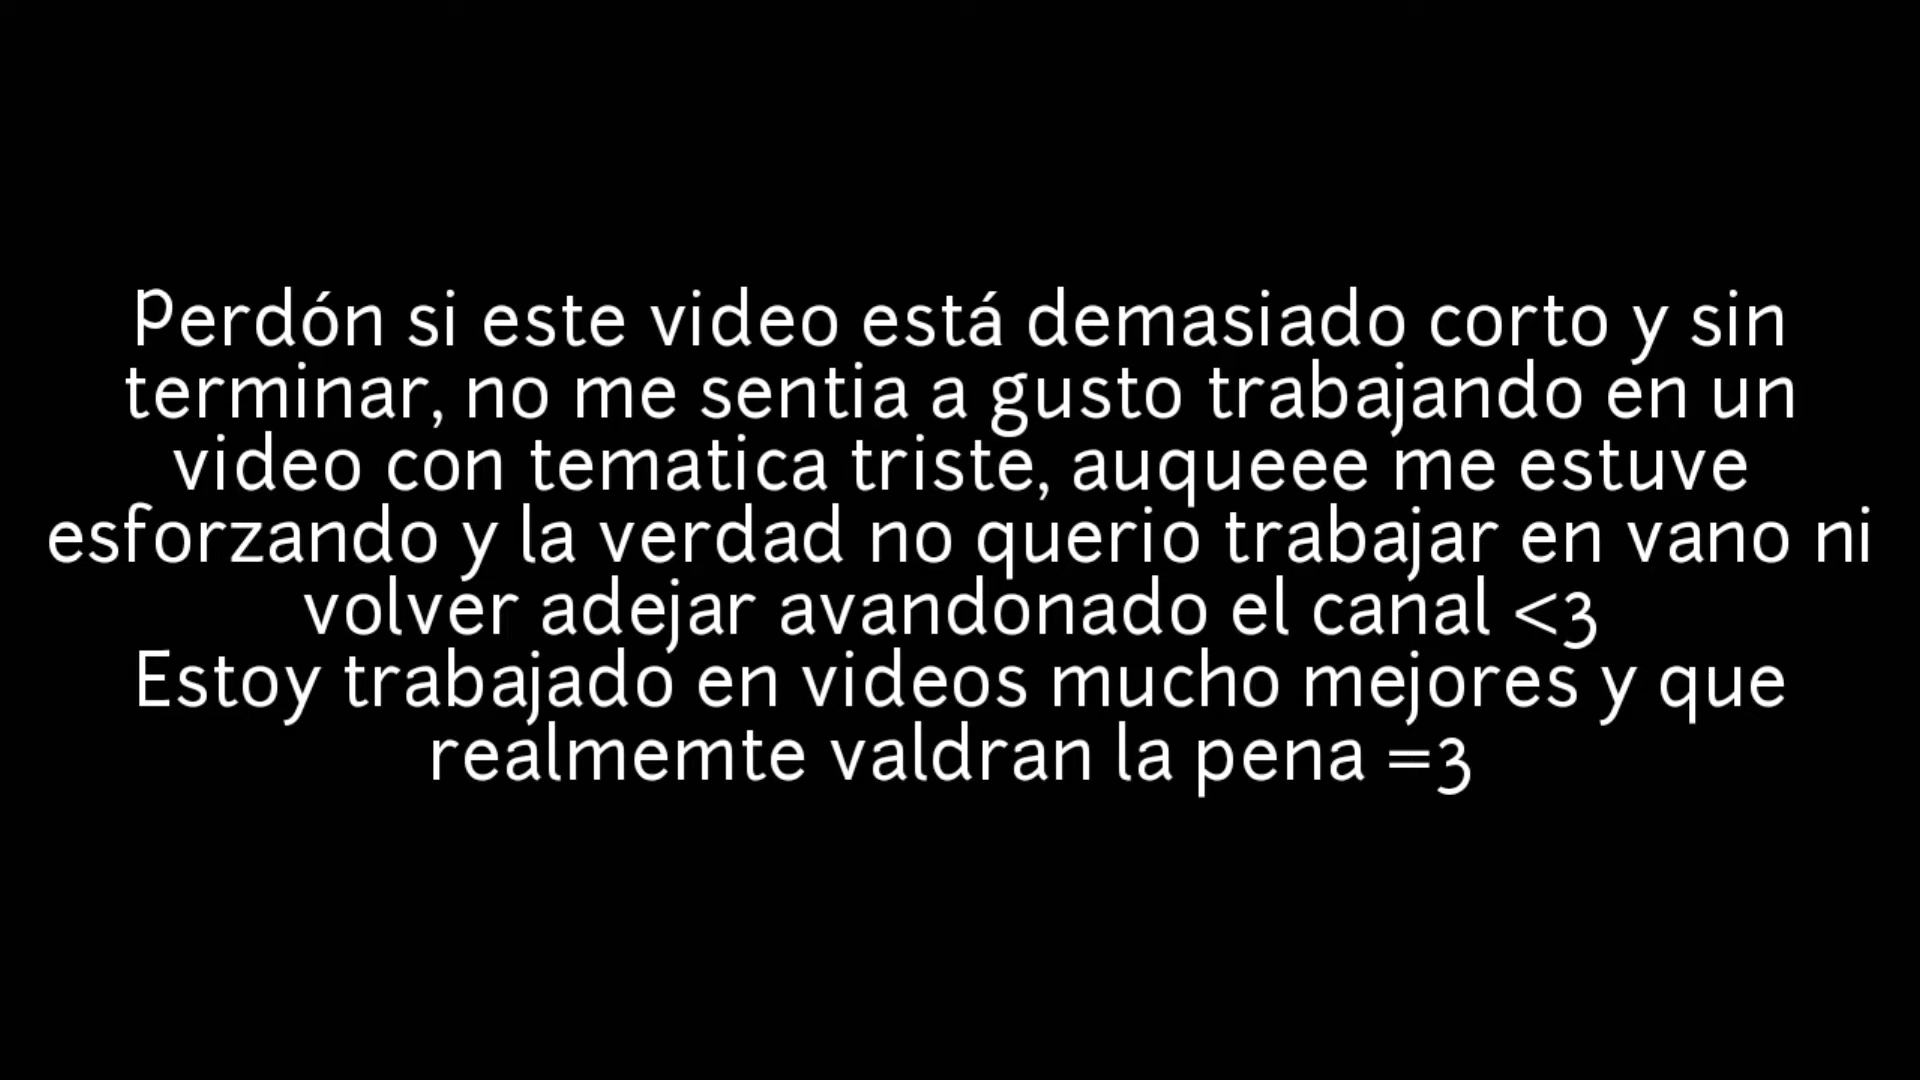 Perdón si este video está demasiado corto y sin
terminar, no me sentia a gusto trabajando en un
video con tematica triste, auqueee me estuve
esforzando y la verdad no querio trabajar en vano ni
volver adejar avandonado el canal <3
Estoy trabajado en videos mucho mejores y que
realmemte valdran la pena =3